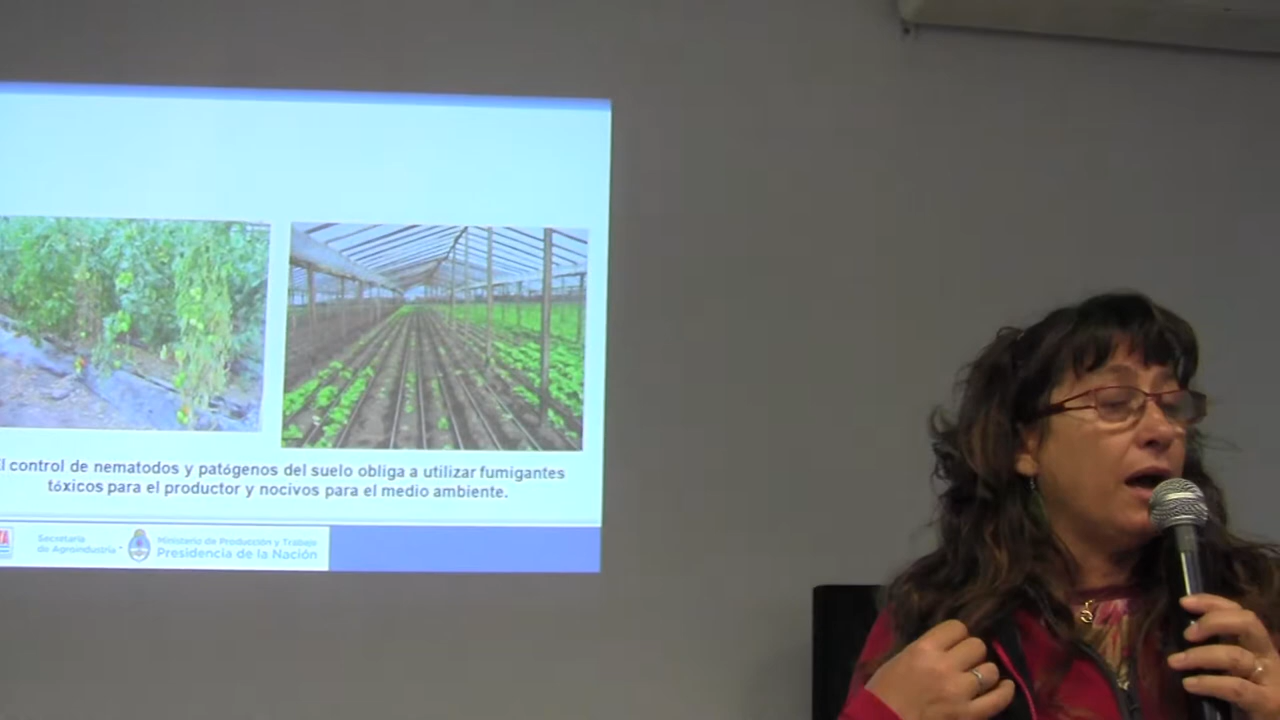 l control de nematodos y patógenos del suelo obliga a utilizar fumigantes
tóxicos para el productor y nocivos para el medio ambiente.
TA
Secretaría
de Agroindustria
Ministerio de Producción y Trabajo
Presidencia de la Nación